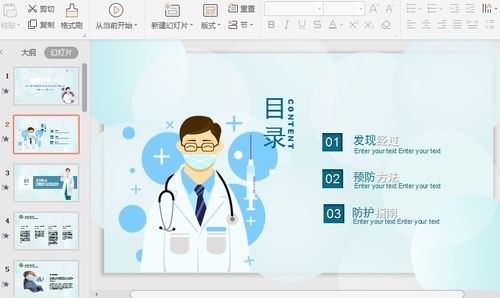 剪切
粘贴
复制
格式刷
从当前开始
新建幻灯片
版式
重置
节
B I U S A
大纲
幻灯片
1
2
3
4
5
目录
CONTENT
01 发现经过
Enter your text Enter your text
02 预防方法
Enter your text Enter your text
03 防护指南
Enter your text Enter your text